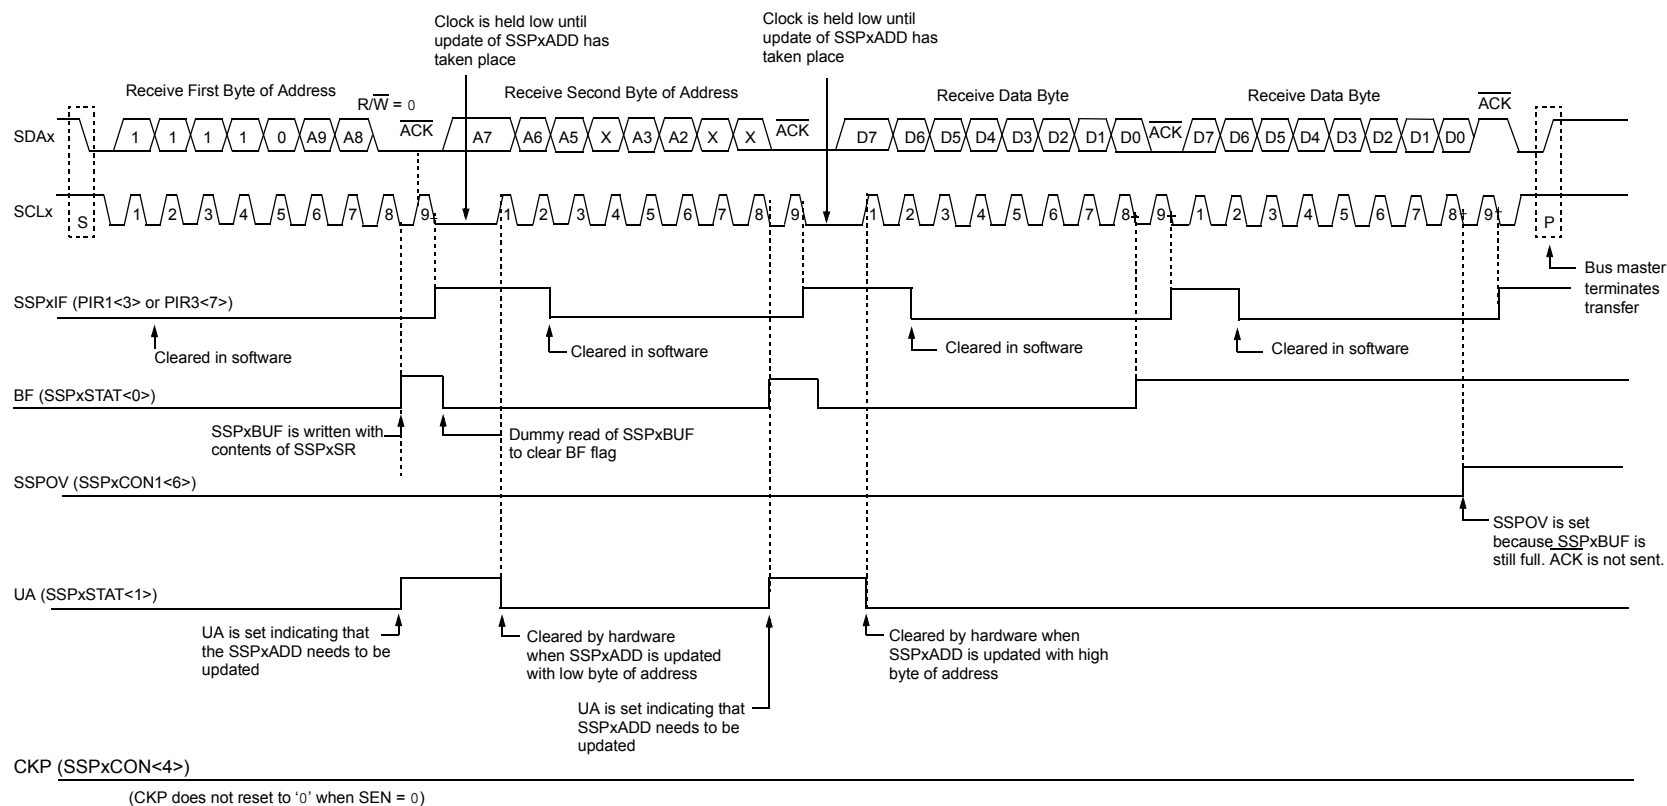 Clock is held low until
update of SSPxADD has
taken place
Clock is held low until
update of SSPxADD has
taken place
Receive First Byte of Address
R/W = 0
Receive Second Byte of Address
Receive Data Byte
Receive Data Byte
ACK
SDAx
1 1 1 1 0 A9 A8 ACK A7 A6 A5 X A3 A2 X X ACK D7 D6 D5 D4 D3 D2 D1 D0 ACK D7 D6 D5 D4 D3 D2 D1 D0
SCLx
S 1 2 3 4 5 6 7 8 9 1 2 3 4 5 6 7 8 9 1 2 3 4 5 6 7 8 9 1 2 3 4 5 6 7 8 9 P
Bus master
terminates
transfer
SSPxIF (PIR1<3> or PIR3<7>)
Cleared in software
Cleared in software
Cleared in software
Cleared in software
BF (SSPxSTAT<0>)
SSPxBUF is written with
contents of SSPxSR
Dummy read of SSPxBUF
to clear BF flag
SSPOV (SSPxCON1<6>)
SSPOV is set
because SSPxBUF is
still full. ACK is not sent.
UA (SSPxSTAT<1>)
UA is set indicating that
the SSPxADD needs to be
updated
Cleared by hardware
when SSPxADD is updated
with low byte of address
Cleared by hardware when
SSPxADD is updated with high
byte of address
UA is set indicating that
SSPxADD needs to be
updated
CKP (SSPxCON<4>)
(CKP does not reset to ‘0’ when SEN = 0)